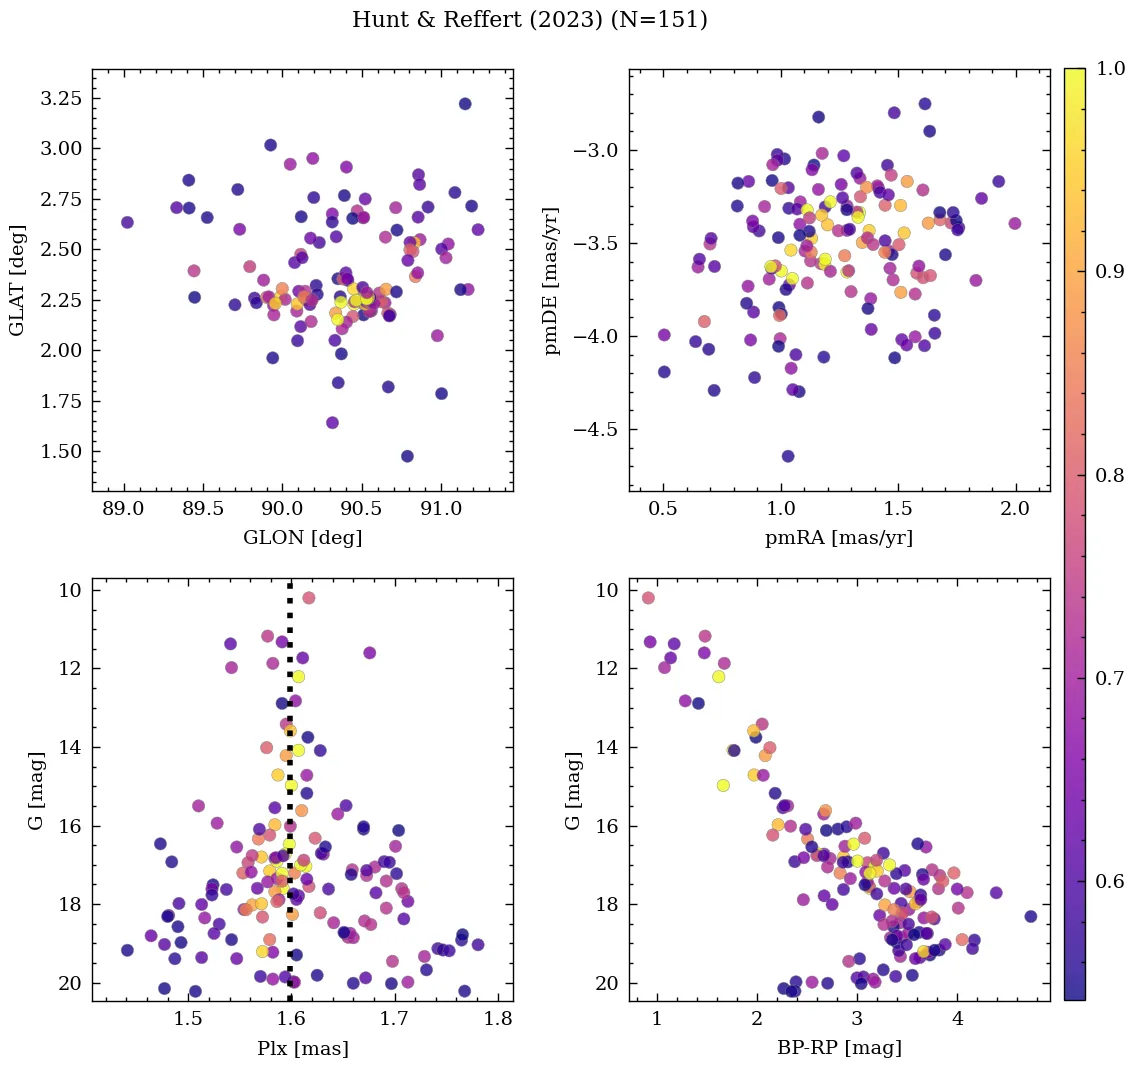 Hunt & Reffert (2023) (N=151)
3.25
3.00
2.75
2.50
2.25
2.00
1.75
1.50
GLAT [deg]
89.0 89.5 90.0 90.5 91.0
GLON [deg]
−3.0
−3.5
−4.0
−4.5
pmDE [mas/yr]
0.5 1.0 1.5 2.0
pmRA [mas/yr]
1.0
0.9
0.8
0.7
0.6
10
12
14
16
18
20
G [mag]
1.5 1.6 1.7 1.8
Plx [mas]
10
12
14
16
18
20
G [mag]
1 2 3 4
BP-RP [mag]